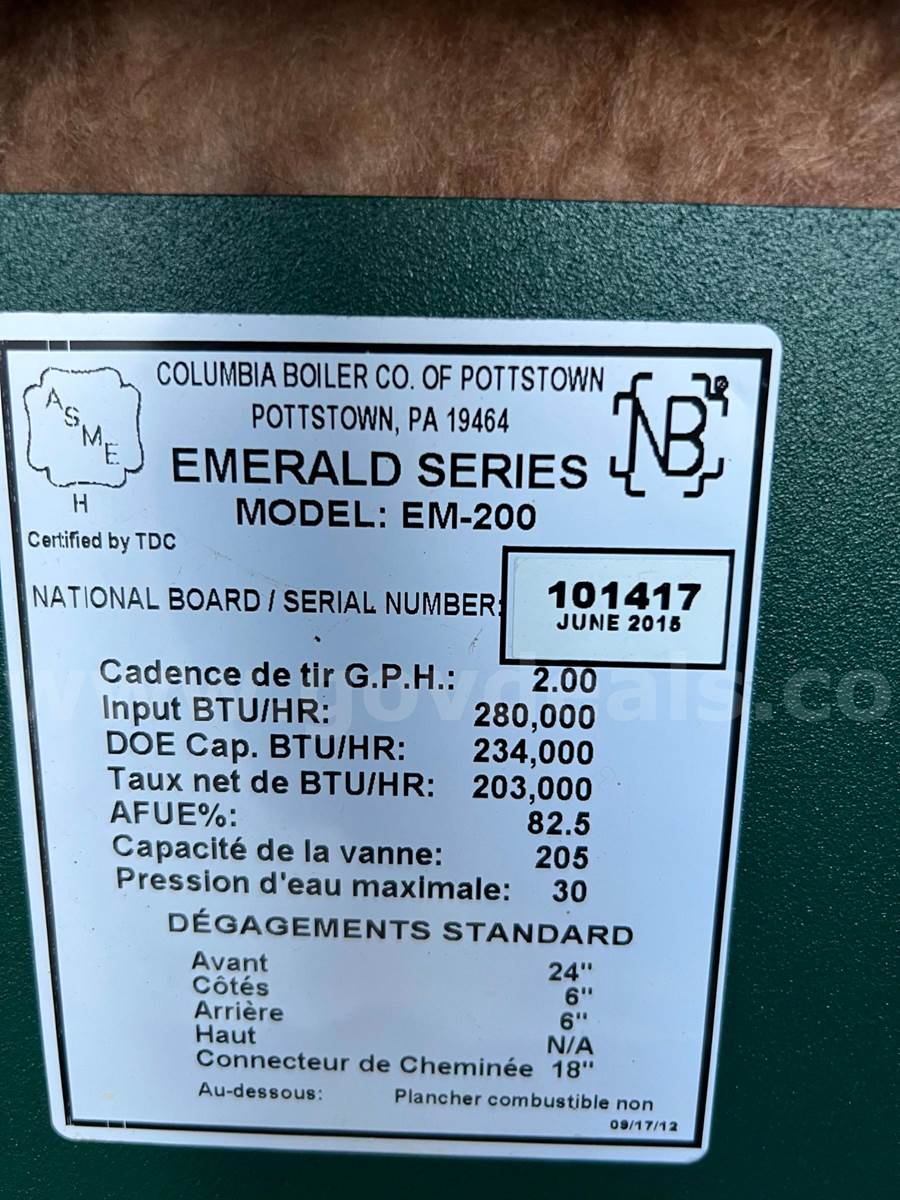 COLUMBIA BOILER CO. OF POTTSTOWN
POTTSTOWN, PA 19464
EMERALD SERIES
MODEL: EM-200
ASME
H
NB
Certified by TDC
NATIONAL BOARD / SERIAL NUMBER:
101417
JUNE 2015
Cadence de tir G.P.H.: 2.00
Input BTU/HR: 280,000
DOE Cap. BTU/HR: 234,000
Taux net de BTU/HR: 203,000
AFUE%: 82.5
Capacité de la vanne: 205
Pression d'eau maximale: 30
DÉGAGEMENTS STANDARD
Avant 24"
Côtés 6"
Arrière 6"
Haut N/A
Connecteur de Cheminée 18"
Au-dessous: Plancher combustible non
09/17/12
www.govdeals.co